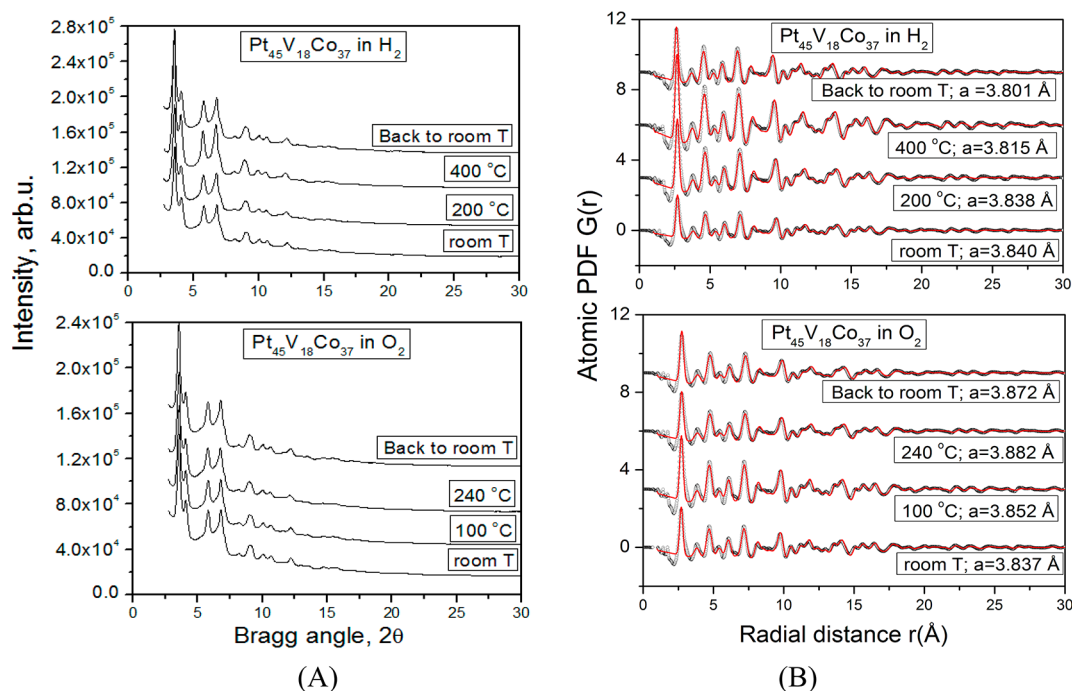 2.8x10⁵
2.4x10⁵
2.0x10⁵
1.6x10⁵
1.2x10⁵
8.0x10⁴
4.0x10⁴
0.0
Pt₄₅V₁₈Co₃₇ in H₂
Back to room T
400 °C
200 °C
room T
0 5 10 15 20 25 30
2.4x10⁵
2.0x10⁵
1.6x10⁵
1.2x10⁵
8.0x10⁴
4.0x10⁴
0.0
Pt₄₅V₁₈Co₃₇ in O₂
Back to room T
240 °C
100 °C
room T
0 5 10 15 20 25 30
Intensity, arb.u.
Bragg angle, 2θ
(A)
12
8
4
0
Pt₄₅V₁₈Co₃₇ in H₂
Back to room T; a=3.801 Å
400 °C; a=3.815 Å
200 °C; a=3.838 Å
room T; a=3.840 Å
0 5 10 15 20 25 30
12
8
4
0
Pt₄₅V₁₈Co₃₇ in O₂
Back to room T; a=3.872 Å
240 °C; a=3.882 Å
100 °C; a=3.852 Å
room T; a=3.837 Å
0 5 10 15 20 25 30
Atomic PDF G(r)
Radial distance r(Å)
(B)